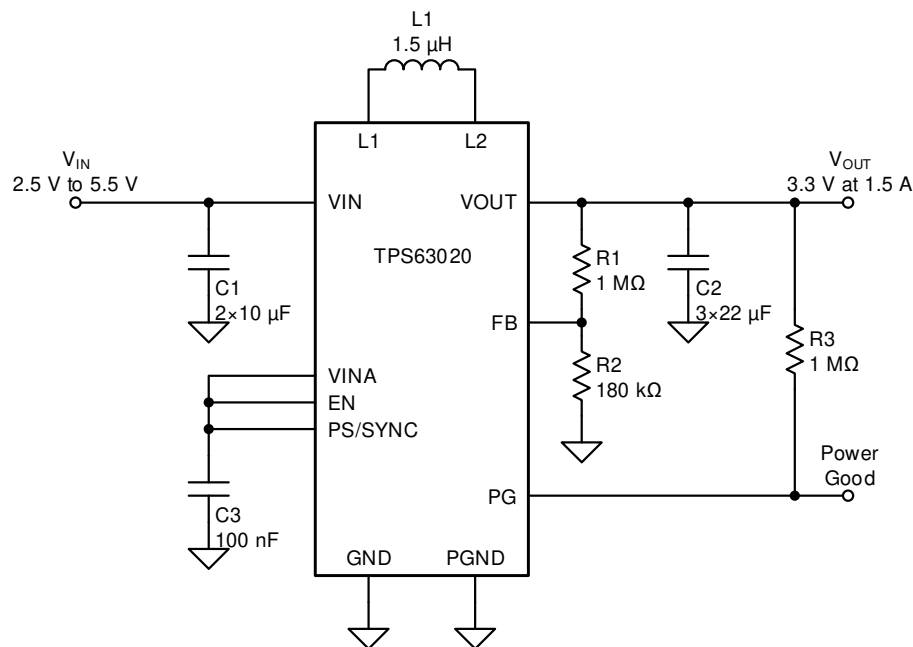 L1
1.5 µH
L1
L2
VIN
2.5 V to 5.5 V
VOUT
3.3 V at 1.5 A
VIN
VOUT
TPS63020
R1
1 MΩ
C1
2×10 µF
C2
3×22 µF
FB
R3
1 MΩ
R2
180 kΩ
VINA
EN
PS/SYNC
Power
Good
PG
C3
100 nF
GND
PGND